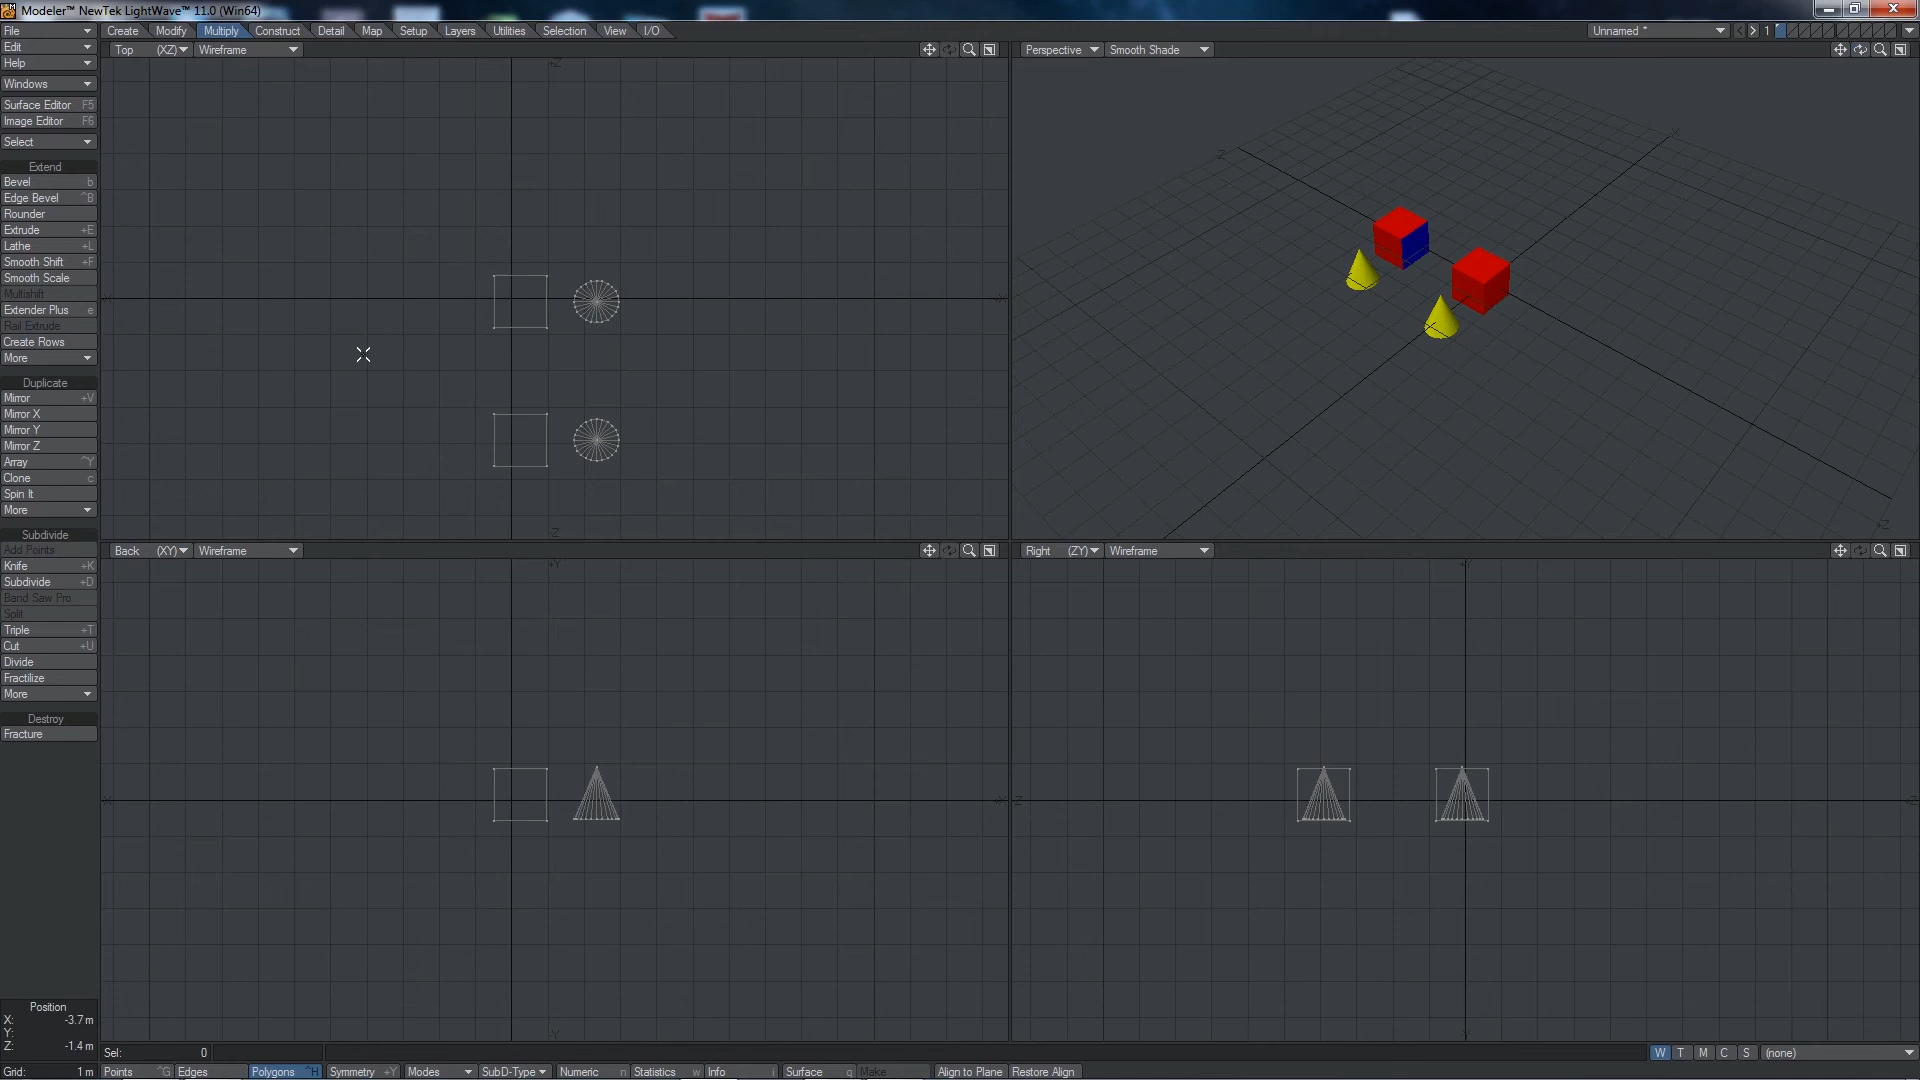 Modeler™ NewTek LightWave™ 11.0 (Win64)
File
Edit
Help
Windows
Surface Editor F5
Image Editor F6
Select
Extend
Bevel b
Edge Bevel ^B
Rounder
Extrude +E
Lathe +L
Smooth Shift +F
Smooth Scale
Multishift
Extender Plus e
Rail Extrude
Create Rows
More
Duplicate
Mirror +V
Mirror X
Mirror Y
Mirror Z
Array ^Y
Clone c
Spin It
More
Subdivide
Add Points
Knife +K
Subdivide +D
Band Saw Pro
Split
Triple +T
Cut +U
Divide
Fractilize
More
Destroy
Fracture
Position
X: -3.7 m
Y:
Z: -1.4 m
Grid: 1 m
Create Modify Multiply Construct Detail Map Setup Layers Utilities Selection View I/O
Unnamed * < > 1
Top (XZ) Wireframe
Perspective Smooth Shade
Back (XY) Wireframe
Right (ZY) Wireframe
Sel: 0
W T M C S (none)
Points ^G Edges Polygons ^H Symmetry +Y Modes SubD-Type Numeric n Statistics w Info i Surface q Make Align to Plane Restore Align